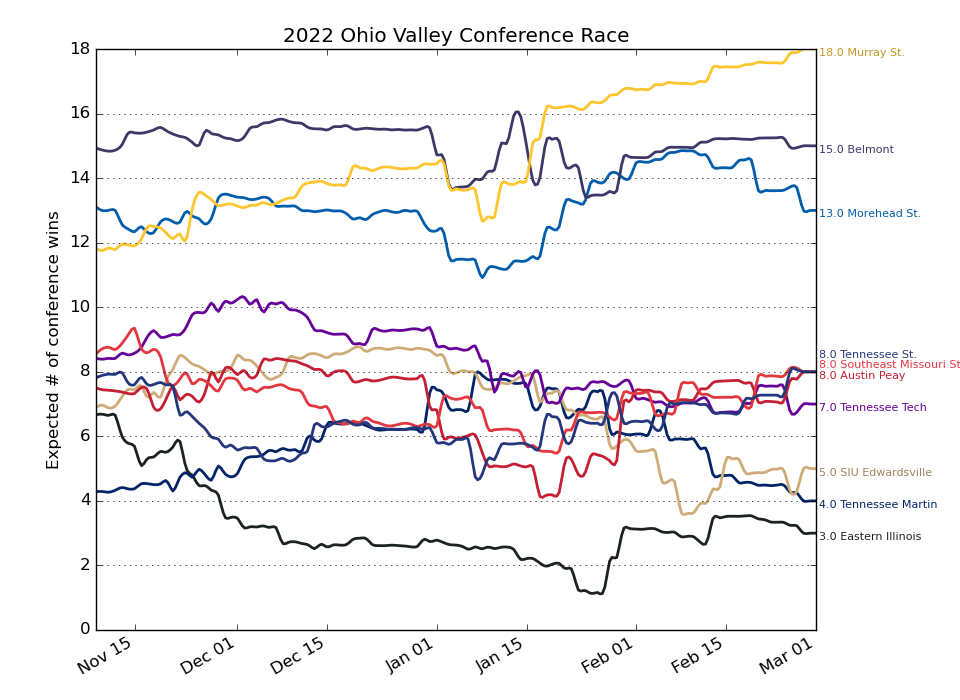 2022 Ohio Valley Conference Race
Expected # of conference wins
18
16
14
12
10
8
6
4
2
0
Nov 15
Dec 01
Dec 15
Jan 01
Jan 15
Feb 01
Feb 15
Mar 01
18.0 Murray St.
15.0 Belmont
13.0 Morehead St.
8.0 Tennessee St.
8.0 Southeast Missouri St
8.0 Austin Peay
7.0 Tennessee Tech
5.0 SIU Edwardsville
4.0 Tennessee Martin
3.0 Eastern Illinois